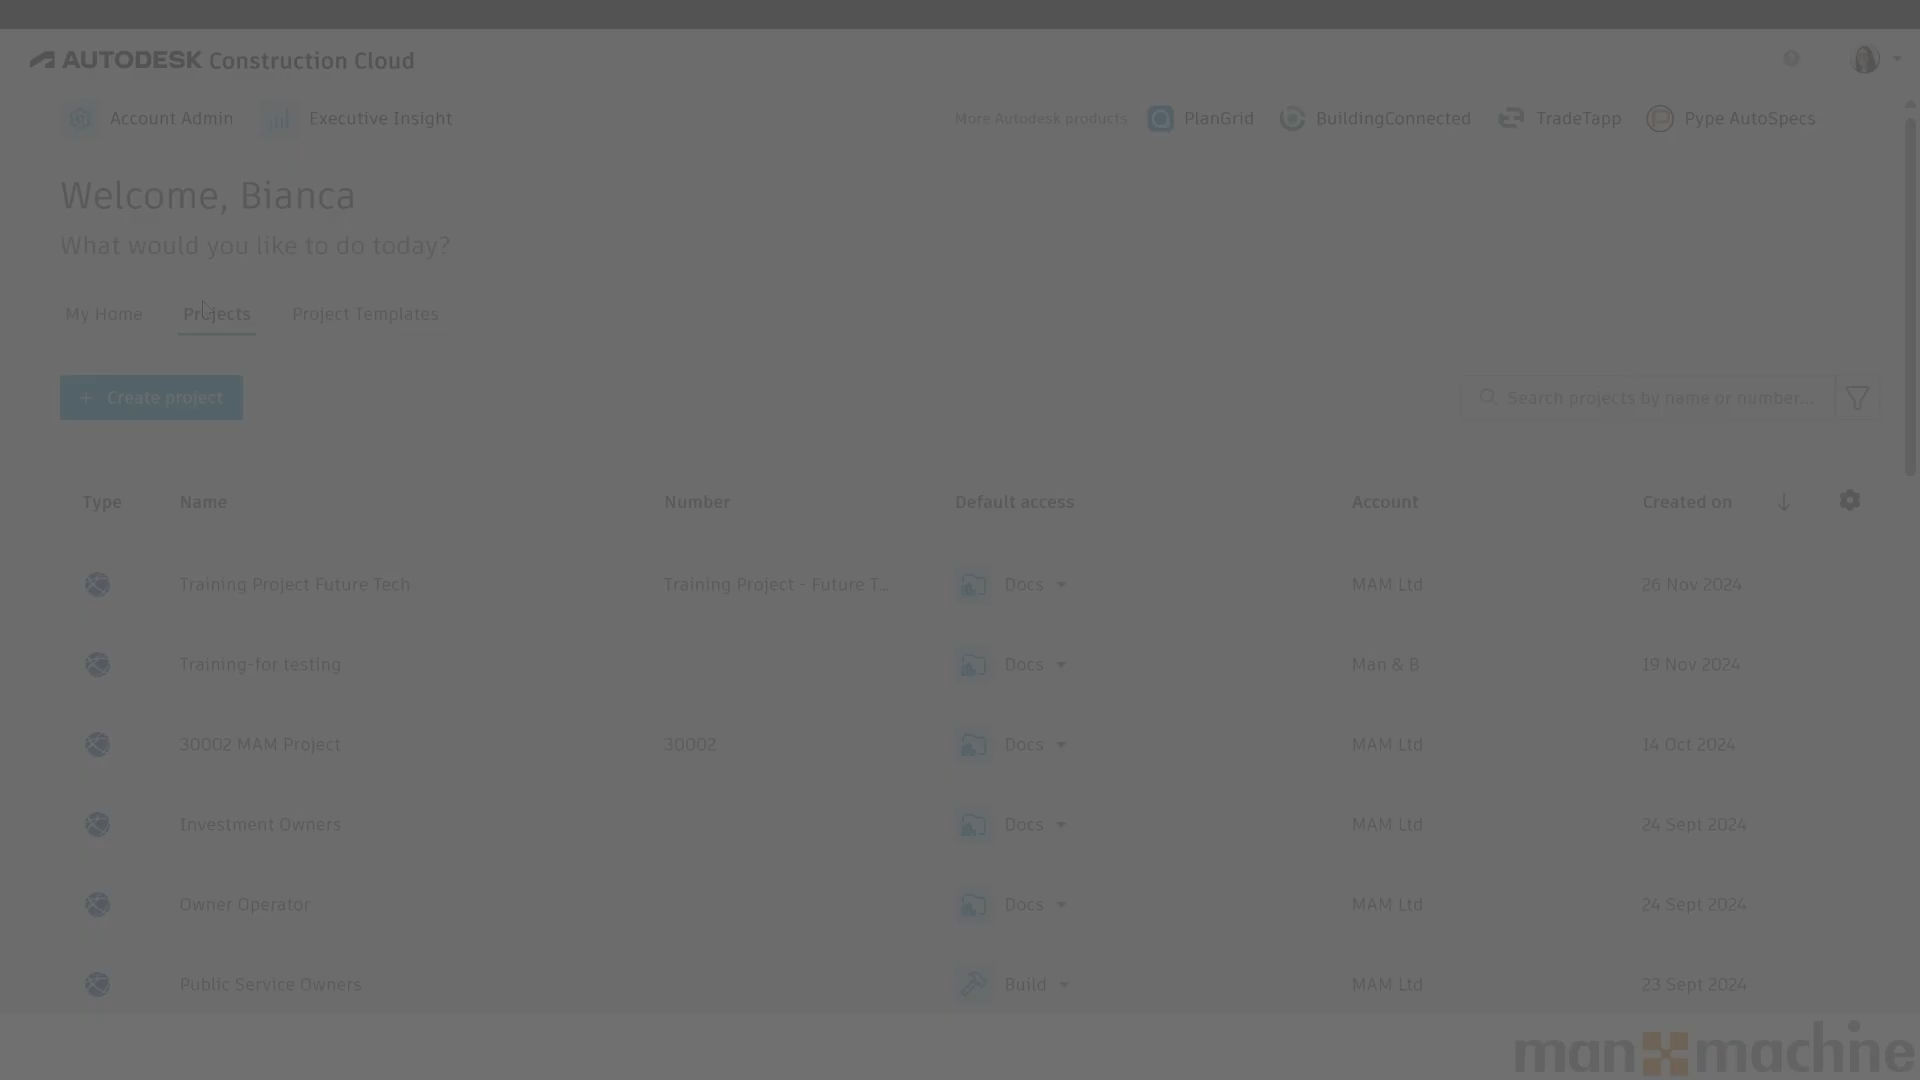 AUTODESK Construction Cloud
Account Admin Executive Insight More Autodesk products PlanGrid BuildingConnected TradeTapp Pype AutoSpecs
Welcome, Bianca
What would you like to do today?
My Home Projects Project Templates
+ Create project Search projects by name or number...
Type Name Number Default access Account Created on
Training Project Future Tech Training Project - Future T... Docs MAM Ltd 26 Nov 2024
Training-for testing Docs Man & B 19 Nov 2024
30002 MAM Project 30002 Docs MAM Ltd 14 Oct 2024
Investment Owners Docs MAM Ltd 24 Sept 2024
Owner Operator Docs MAM Ltd 24 Sept 2024
Public Service Owners Build MAM Ltd 23 Sept 2024
man machine